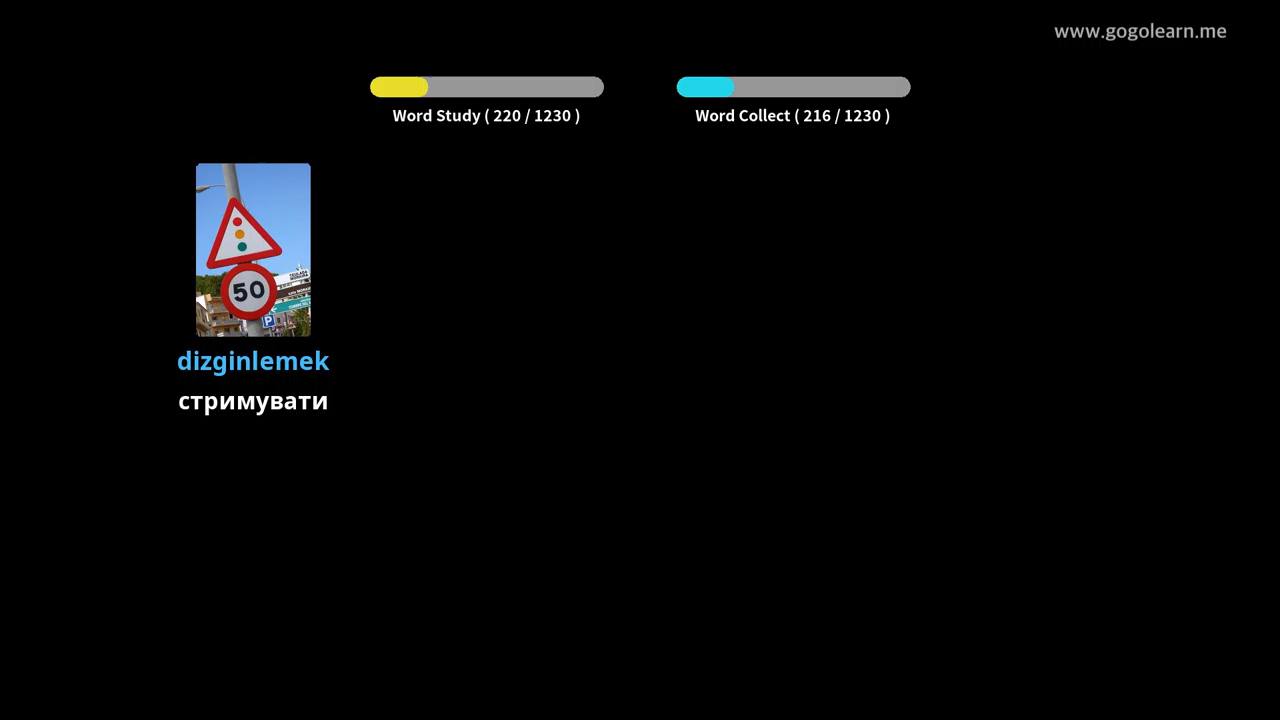 www.gogolearn.me
Word Study ( 220 / 1230 )
Word Collect ( 216 / 1230 )
50
P
dizginlemek
стримувати